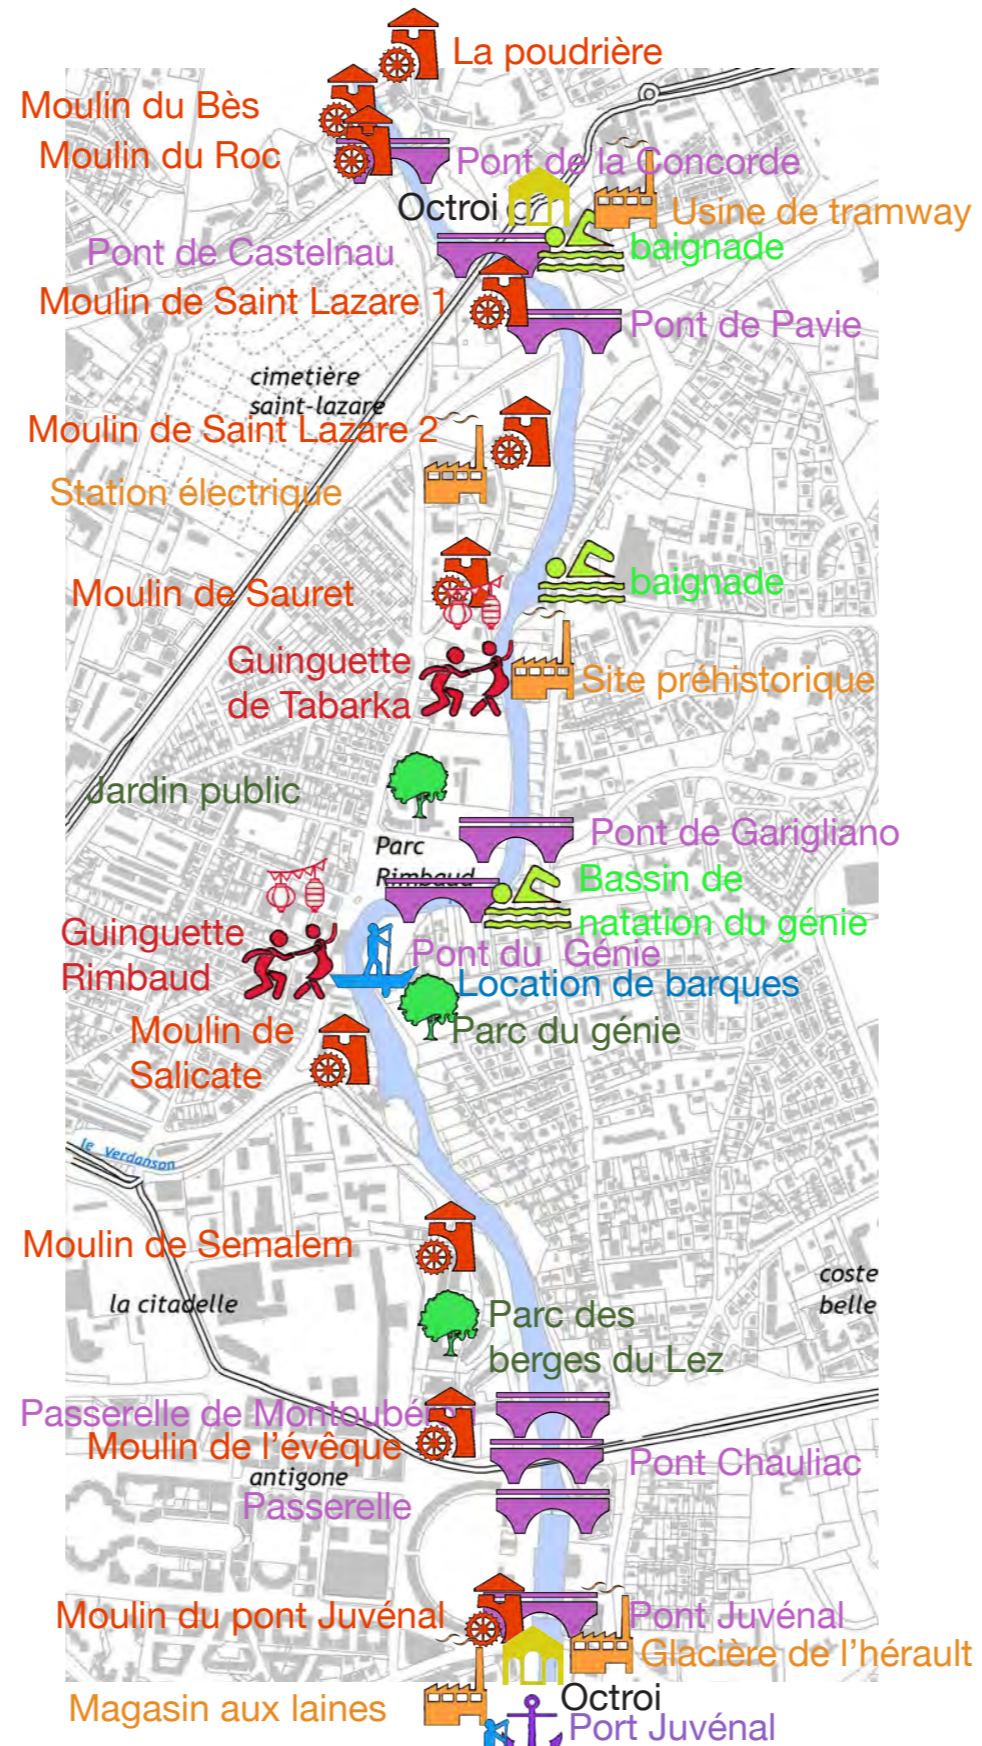 La poudrière
Moulin du Bès
Moulin du Roc
Pont de la Concorde
Octroi
Usine de tramway
Pont de Castelnau
baignade
Moulin de Saint Lazare 1
Pont de Pavie
cimetière
saint-lazare
Moulin de Saint Lazare 2
Station électrique
Moulin de Sauret
baignade
Guinguette
de Tabarka
Site préhistorique
Jardin public
Pont de Garigliano
Parc
Rimbaud
Bassin de
natation du génie
Guinguette
Rimbaud
Pont du Génie
Location de barques
Parc du génie
Moulin de
Salicate
le Verdanson
Moulin de Semalem
la citadelle
coste
belle
Parc des
berges du Lez
Passerelle de Montoubér
Moulin de l'évêque
Pont Chauliac
antigone
Passerelle
Moulin du pont Juvénal
Pont Juvénal
Glacière de l'hérault
Magasin aux laines
Octroi
Port Juvénal